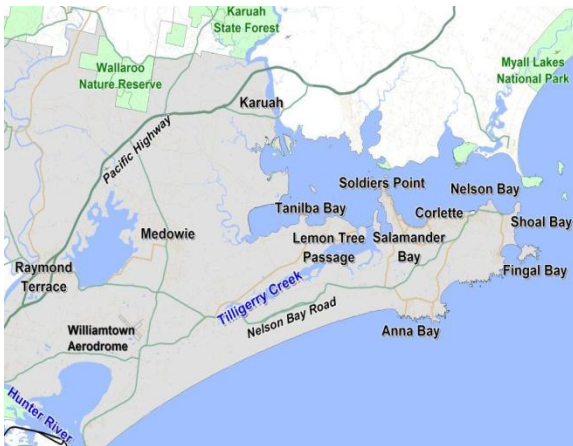 Karuah
State Forest
Wallaroo
Nature Reserve
Myall Lakes
National Park
Karuah
Pacific Highway
Soldiers Point
Nelson Bay
Tanilba Bay
Corlette
Shoal Bay
Medowie
Lemon Tree
Passage
Salamander
Bay
Fingal Bay
Raymond
Terrace
Tilligerry Creek
Nelson Bay Road
Anna Bay
Williamtown
Aerodrome
Hunter River